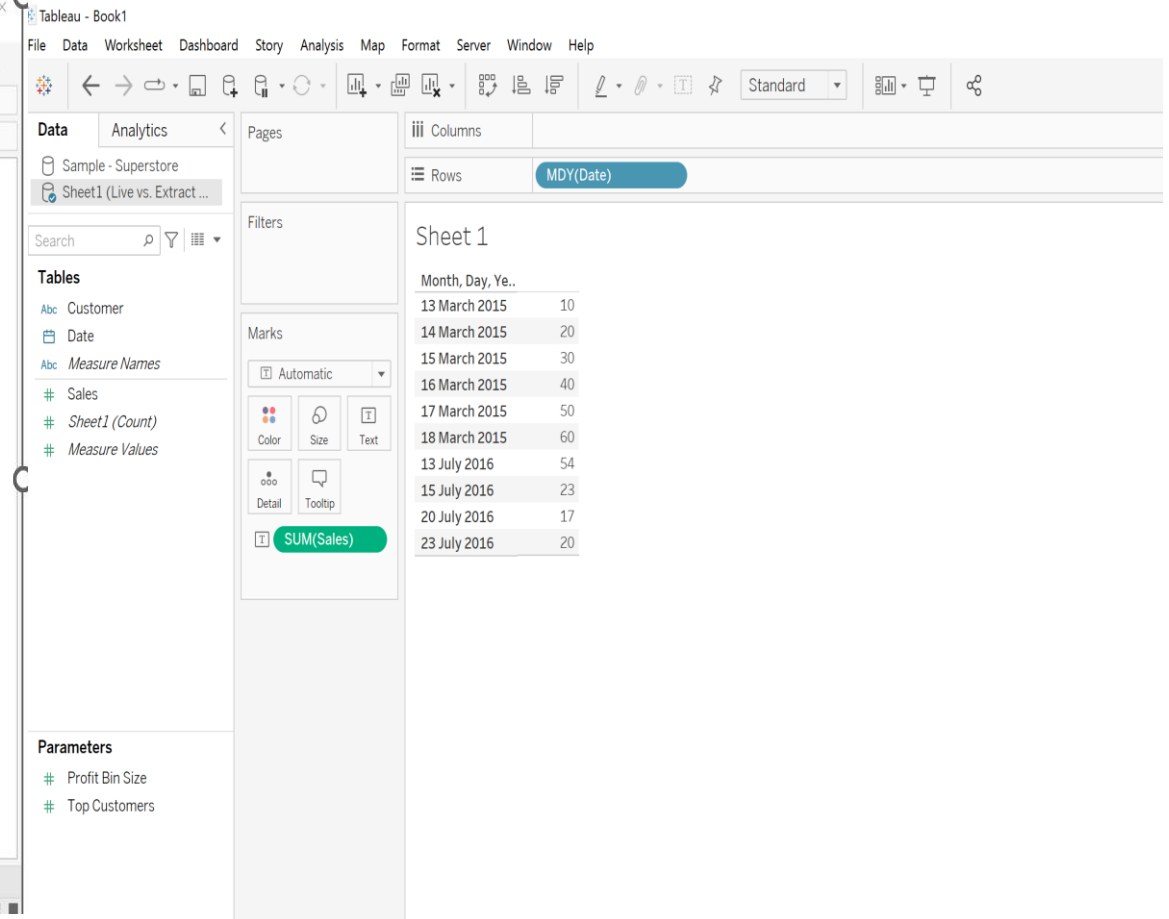 Tableau - Book1
File Data Worksheet Dashboard Story Analysis Map Format Server Window Help
Standard
Data Analytics
Sample - Superstore
Sheet1 (Live vs. Extract ...
Search
Tables
Abc Customer
Date
Abc Measure Names
# Sales
# Sheet1 (Count)
# Measure Values
Parameters
# Profit Bin Size
# Top Customers
Pages
Filters
Marks
T Automatic
Color Size T Text
Detail Tooltip
T SUM(Sales)
iii Columns
Rows MDY(Date)
Sheet 1
Month, Day, Ye..
13 March 2015 10
14 March 2015 20
15 March 2015 30
16 March 2015 40
17 March 2015 50
18 March 2015 60
13 July 2016 54
15 July 2016 23
20 July 2016 17
23 July 2016 20